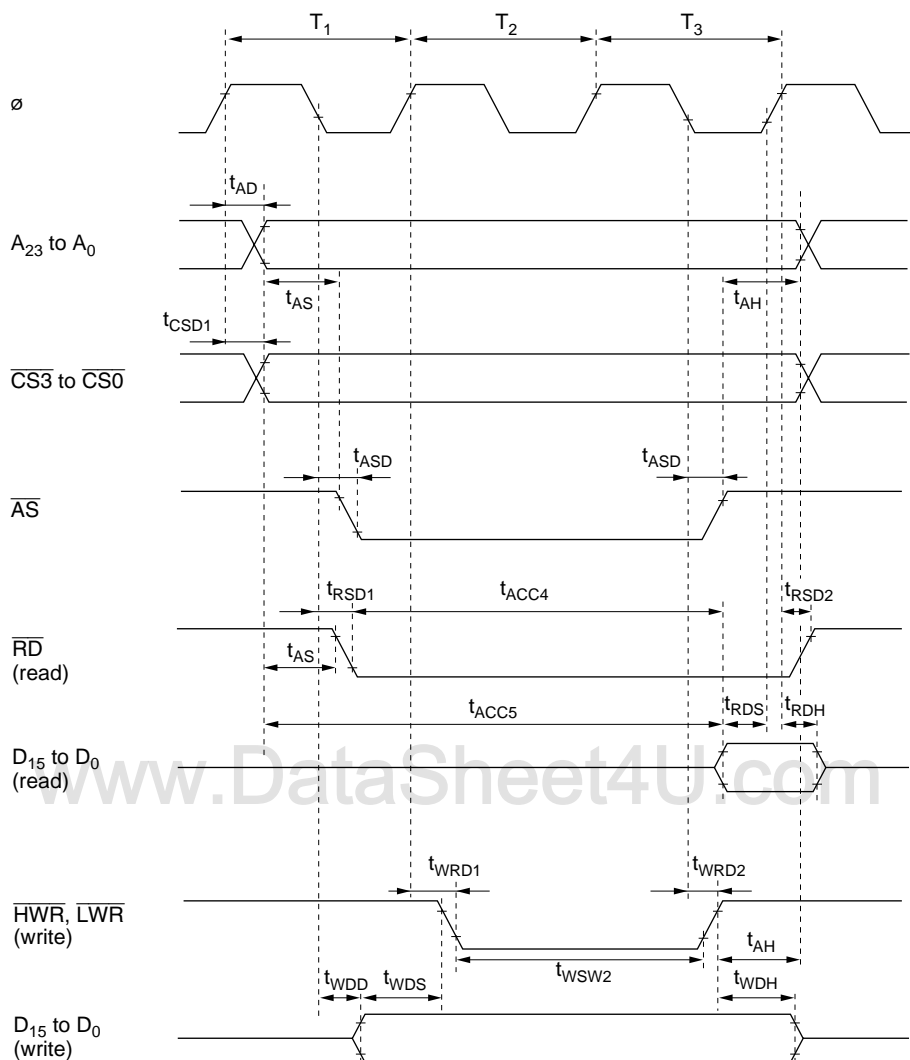 T1 T2 T3
ø
tAD
A23 to A0
tAS tAH
tCSD1
CS3 to CS0
tASD tASD
AS
tRSD1 tACC4 tRSD2
RD
(read)
tAS
tACC5 tRDS tRDH
D15 to D0
(read)
www.DataSheet4U.com
tWRD1 tWRD2
HWR, LWR
(write)
tAH
tWSW2
tWDD tWDS tWDH
D15 to D0
(write)